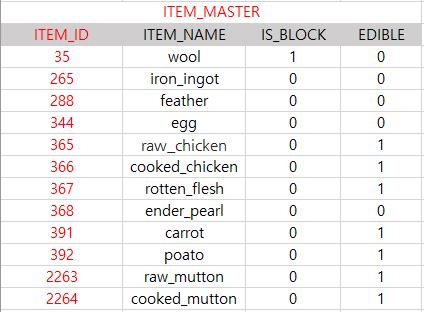 ITEM_MASTER
ITEM_ID ITEM_NAME IS_BLOCK EDIBLE
35 wool 1 0
265 iron_ingot 0 0
288 feather 0 0
344 egg 0 0
365 raw_chicken 0 1
366 cooked_chicken 0 1
367 rotten_flesh 0 1
368 ender_pearl 0 0
391 carrot 0 1
392 poato 0 1
2263 raw_mutton 0 1
2264 cooked_mutton 0 1